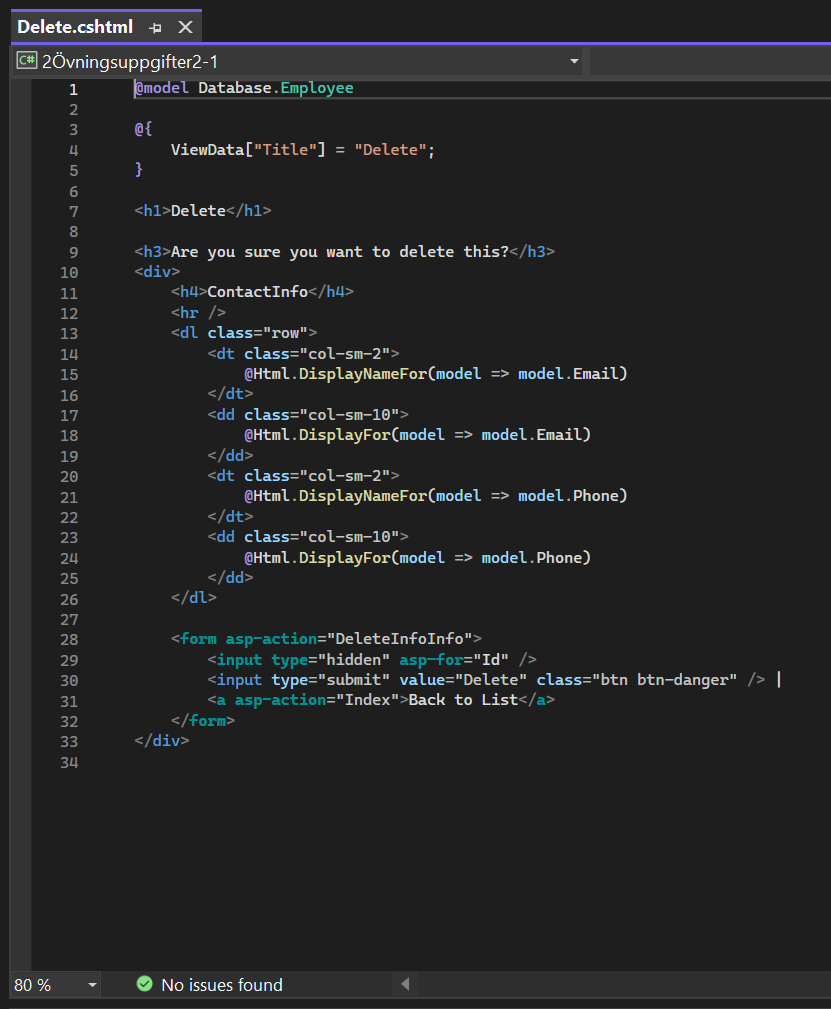 Delete.cshtml
C# 2Övningsuppgifter2-1
1 @model Database.Employee
2
3 @{
4     ViewData["Title"] = "Delete";
5 }
6
7 <h1>Delete</h1>
8
9 <h3>Are you sure you want to delete this?</h3>
10 <div>
11     <h4>ContactInfo</h4>
12     <hr />
13     <dl class="row">
14         <dt class="col-sm-2">
15             @Html.DisplayNameFor(model => model.Email)
16         </dt>
17         <dd class="col-sm-10">
18             @Html.DisplayFor(model => model.Email)
19         </dd>
20         <dt class="col-sm-2">
21             @Html.DisplayNameFor(model => model.Phone)
22         </dt>
23         <dd class="col-sm-10">
24             @Html.DisplayFor(model => model.Phone)
25         </dd>
26     </dl>
27
28     <form asp-action="DeleteInfoInfo">
29         <input type="hidden" asp-for="Id" />
30         <input type="submit" value="Delete" class="btn btn-danger" /> |
31         <a asp-action="Index">Back to List</a>
32     </form>
33 </div>
34
80 % No issues found